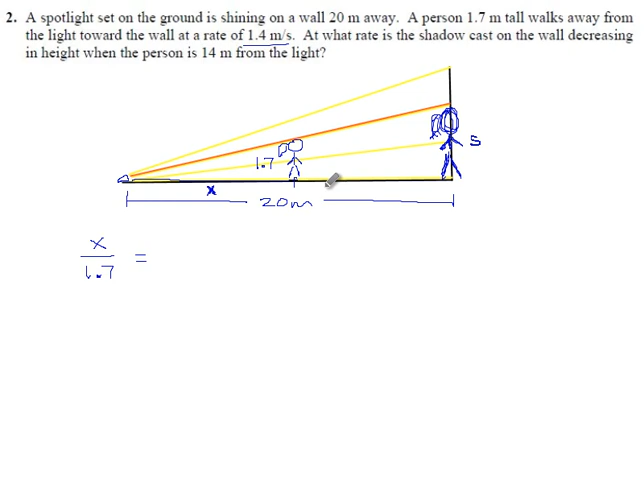 2. A spotlight set on the ground is shining on a wall 20 m away. A person 1.7 m tall walks away from
the light toward the wall at a rate of 1.4 m/s. At what rate is the shadow cast on the wall decreasing
in height when the person is 14 m from the light?
1.7
S
x
20m
x
1.7
=